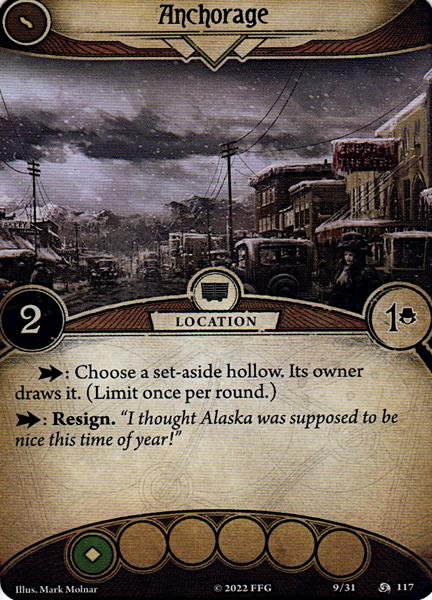 Anchorage
2
LOCATION
1
: Choose a set-aside hollow. Its owner
draws it. (Limit once per round.)
: Resign. “I thought Alaska was supposed to be
nice this time of year!”
Illus. Mark Molnar © 2022 FFG 9/31 117